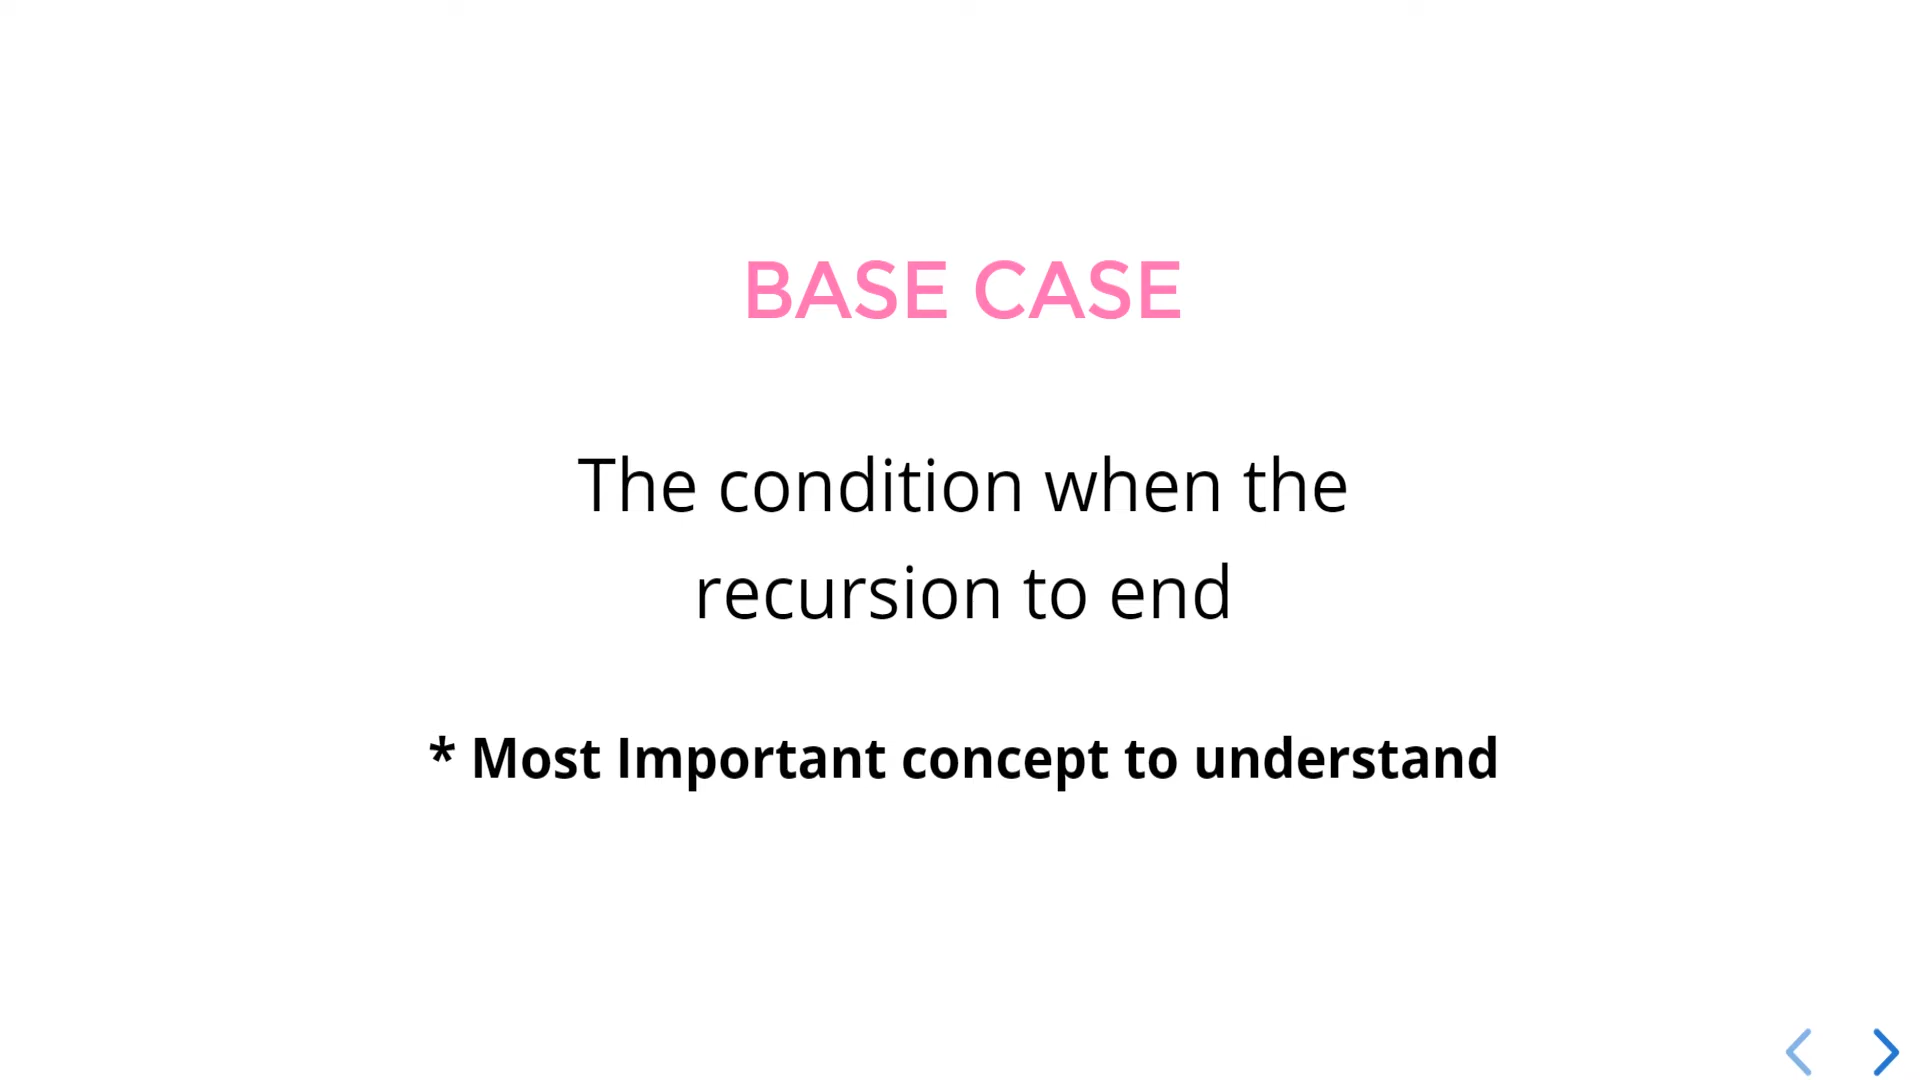 BASE CASE
The condition when the
recursion to end
* Most Important concept to understand